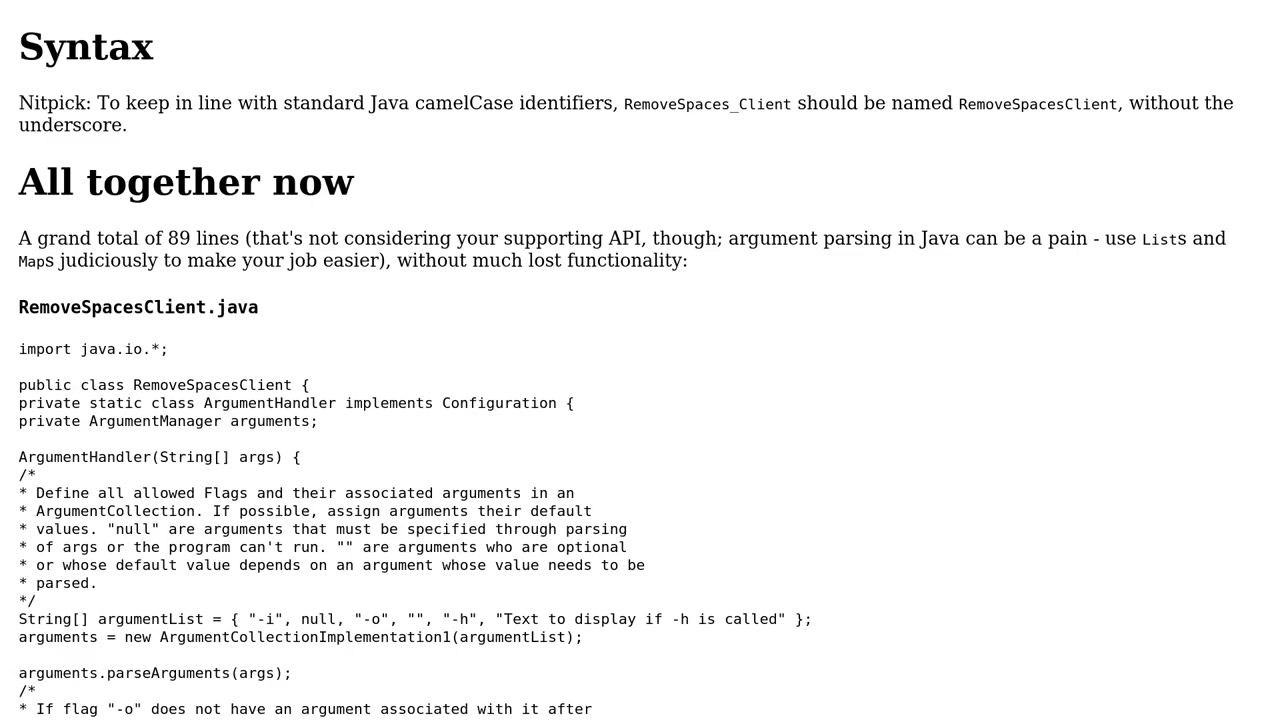 Syntax
Nitpick: To keep in line with standard Java camelCase identifiers, RemoveSpaces_Client should be named RemoveSpacesClient, without the
underscore.
All together now
A grand total of 89 lines (that's not considering your supporting API, though; argument parsing in Java can be a pain - use Lists and
Maps judiciously to make your job easier), without much lost functionality:
RemoveSpacesClient.java
import java.io.*;
public class RemoveSpacesClient {
private static class ArgumentHandler implements Configuration {
private ArgumentManager arguments;
ArgumentHandler(String[] args) {
/*
* Define all allowed Flags and their associated arguments in an
* ArgumentCollection. If possible, assign arguments their default
* values. "null" are arguments that must be specified through parsing
* of args or the program can't run. "" are arguments who are optional
* or whose default value depends on an argument whose value needs to be
* parsed.
*/
String[] argumentList = { "-i", null, "-o", "", "-h", "Text to display if -h is called" };
arguments = new ArgumentCollectionImplementation1(argumentList);
arguments.parseArguments(args);
/*
* If flag "-o" does not have an argument associated with it after